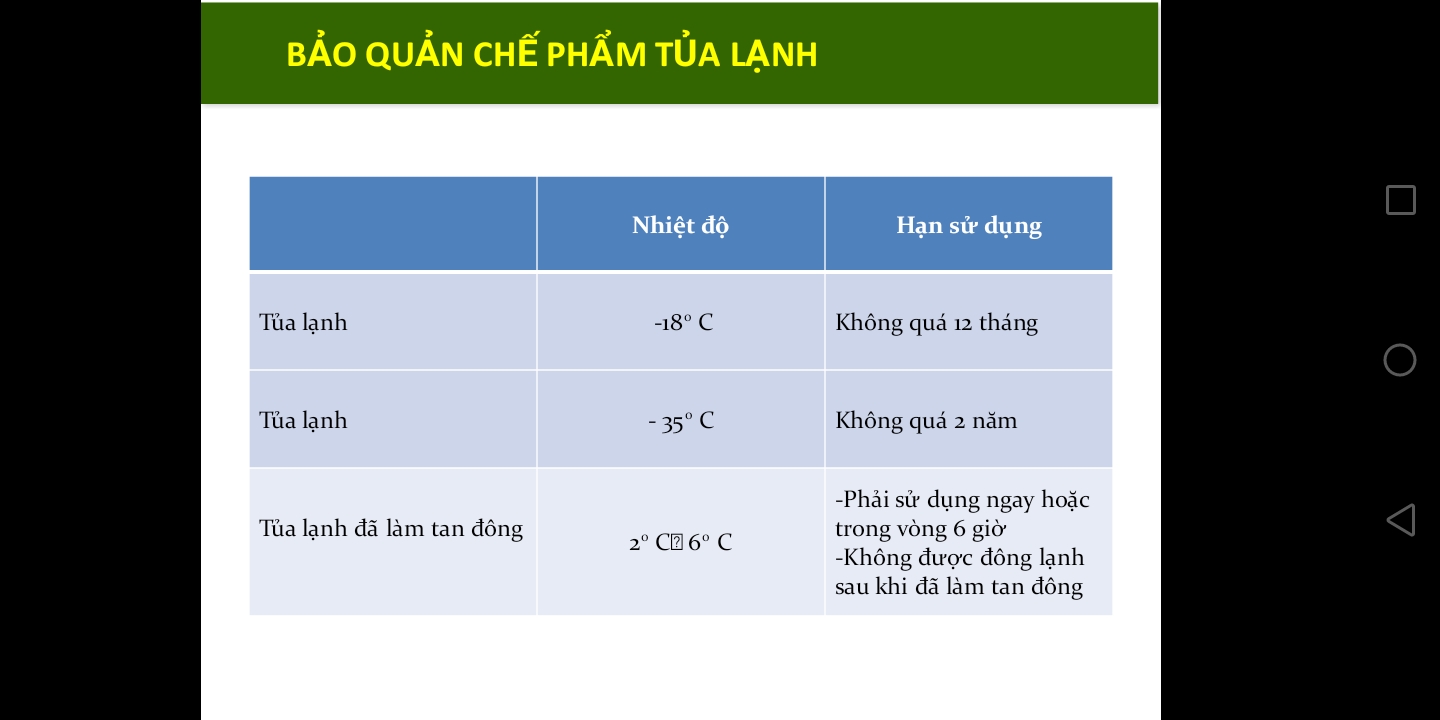 BẢO QUẢN CHẾ PHẨM TỦA LẠNH
Nhiệt độ
Hạn sử dụng
Tủa lạnh
-18° C
Không quá 12 tháng
Tủa lạnh
- 35° C
Không quá 2 năm
Tủa lạnh đã làm tan đông
2° C⍰ 6° C
-Phải sử dụng ngay hoặc
trong vòng 6 giờ
-Không được đông lạnh
sau khi đã làm tan đông